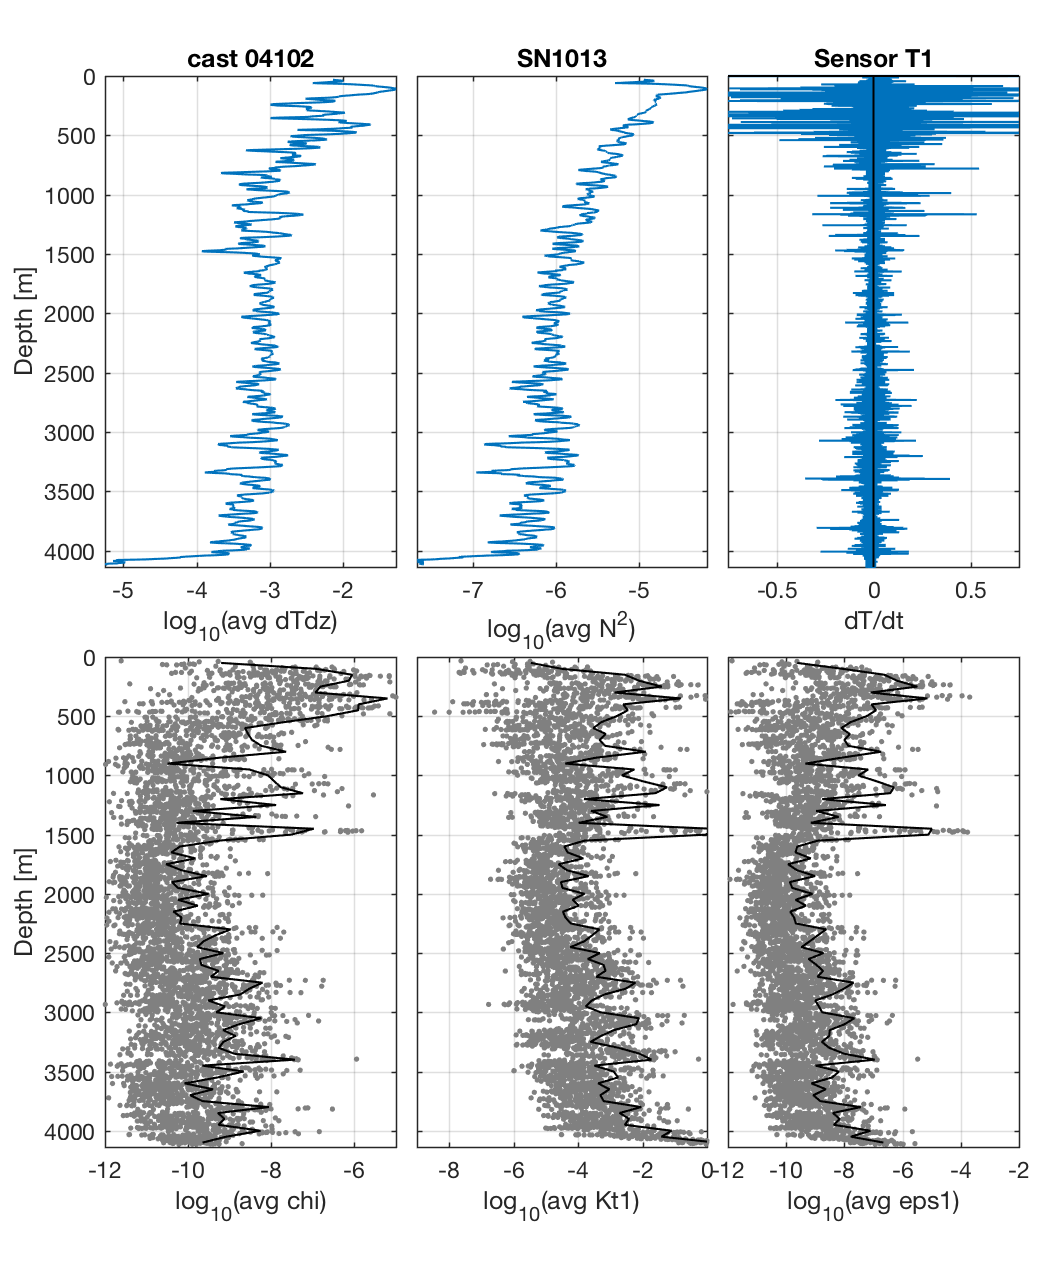 cast 04102 SN1013 Sensor T1
0
500
1000
1500
2000
2500
3000
3500
4000
Depth [m]
-5 -4 -3 -2 -7 -6 -5 -0.5 0 0.5
log10(avg dTdz) log10(avg N2) dT/dt
0
500
1000
1500
2000
2500
3000
3500
4000
Depth [m]
-12 -10 -8 -6 -8 -6 -4 -2 0 -12 -10 -8 -6 -4 -2
log10(avg chi) log10(avg Kt1) log10(avg eps1)